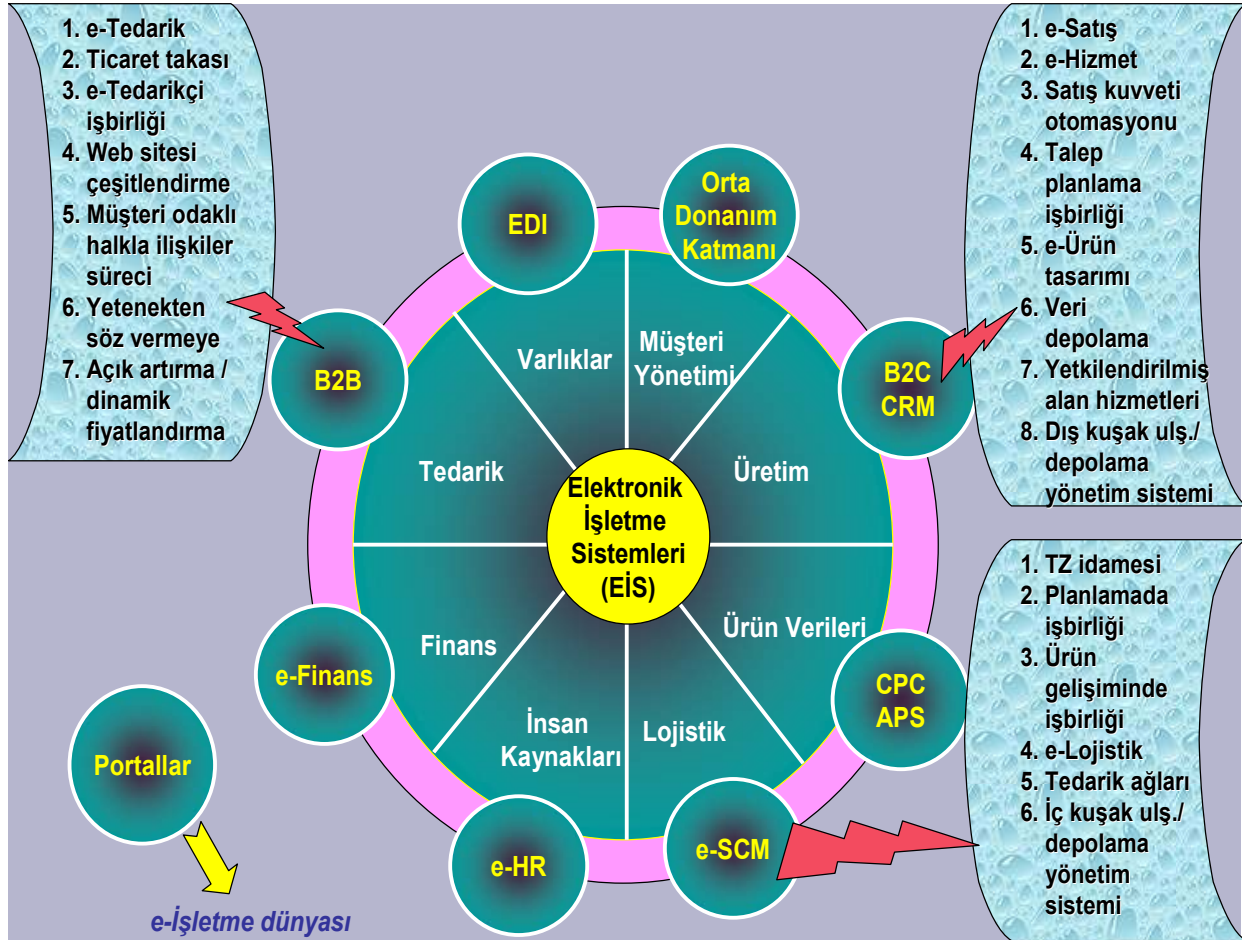 1. e-Tedarik
2. Ticaret takası
3. e-Tedarikçi
işbirliği
4. Web sitesi
çeşitlendirme
5. Müşteri odaklı
halkla ilişkiler
süreci
6. Yetenekten
söz vermeye
7. Açık artırma /
dinamik
fiyatlandırma
1. e-Satış
2. e-Hizmet
3. Satış kuvveti
otomasyonu
4. Talep
planlama
işbirliği
5. e-Ürün
tasarımı
6. Veri
depolama
7. Yetkilendirilmiş
alan hizmetleri
8. Dış kuşak ulş./
depolama
yönetim sistemi
EDI
Orta
Donanım
Katmanı
B2B
B2C
CRM
Varlıklar
Müşteri
Yönetimi
Tedarik
Üretim
Elektronik
İşletme
Sistemleri
(EİS)
Finans
Ürün Verileri
İnsan
Kaynakları
Lojistik
e-Finans
CPC
APS
e-HR
e-SCM
Portallar
e-İşletme dünyası
1. TZ idamesi
2. Planlamada
işbirliği
3. Ürün
gelişiminde
işbirliği
4. e-Lojistik
5. Tedarik ağları
6. İç kuşak ulş./
depolama
yönetim
sistemi